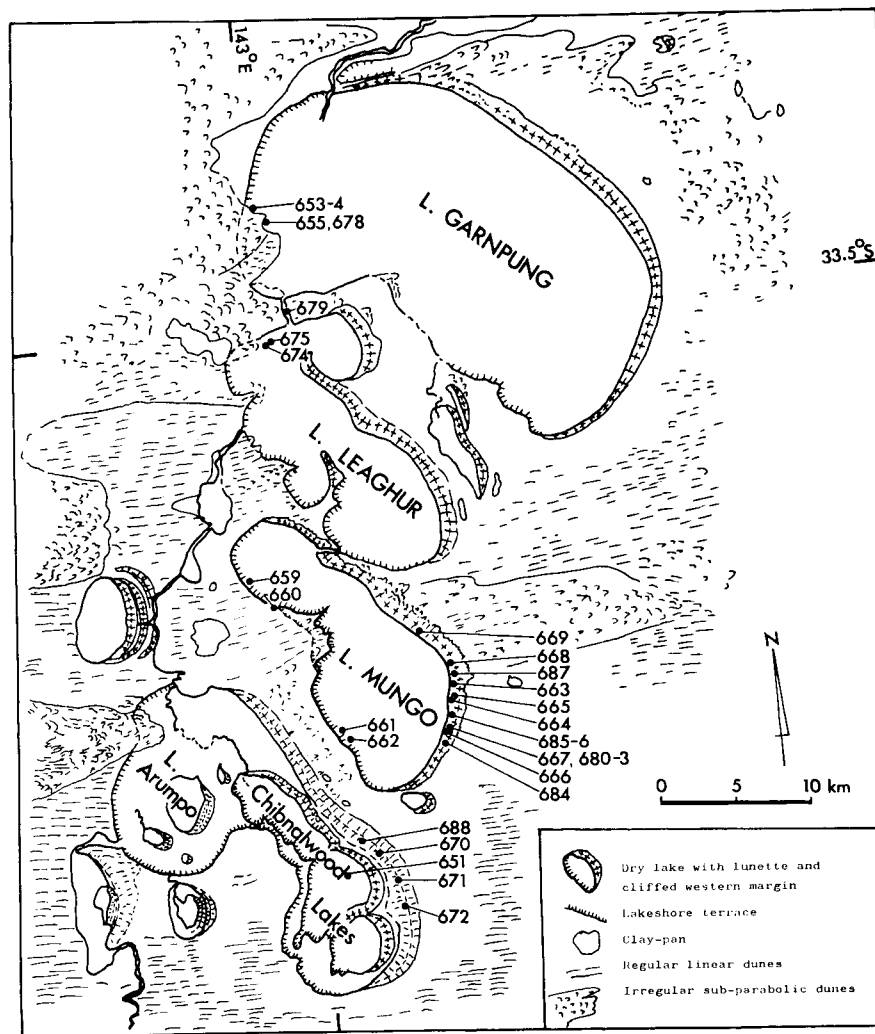 143°E
L. GARNPUNG
33.5°S
653-4
655,678
679
675
674
L. LEAGHUR
659
660
L. MUNGO
661
662
669
668
687
663
665
664
685-6
667, 680-3
666
684
N
0 5 10 km
L. Arumpo
Chibnalwood Lakes
688
670
651
671
672
Dry lake with lunette and
cliffed western margin
Lakeshore terrace
Clay-pan
Regular linear dunes
Irregular sub-parabolic dunes